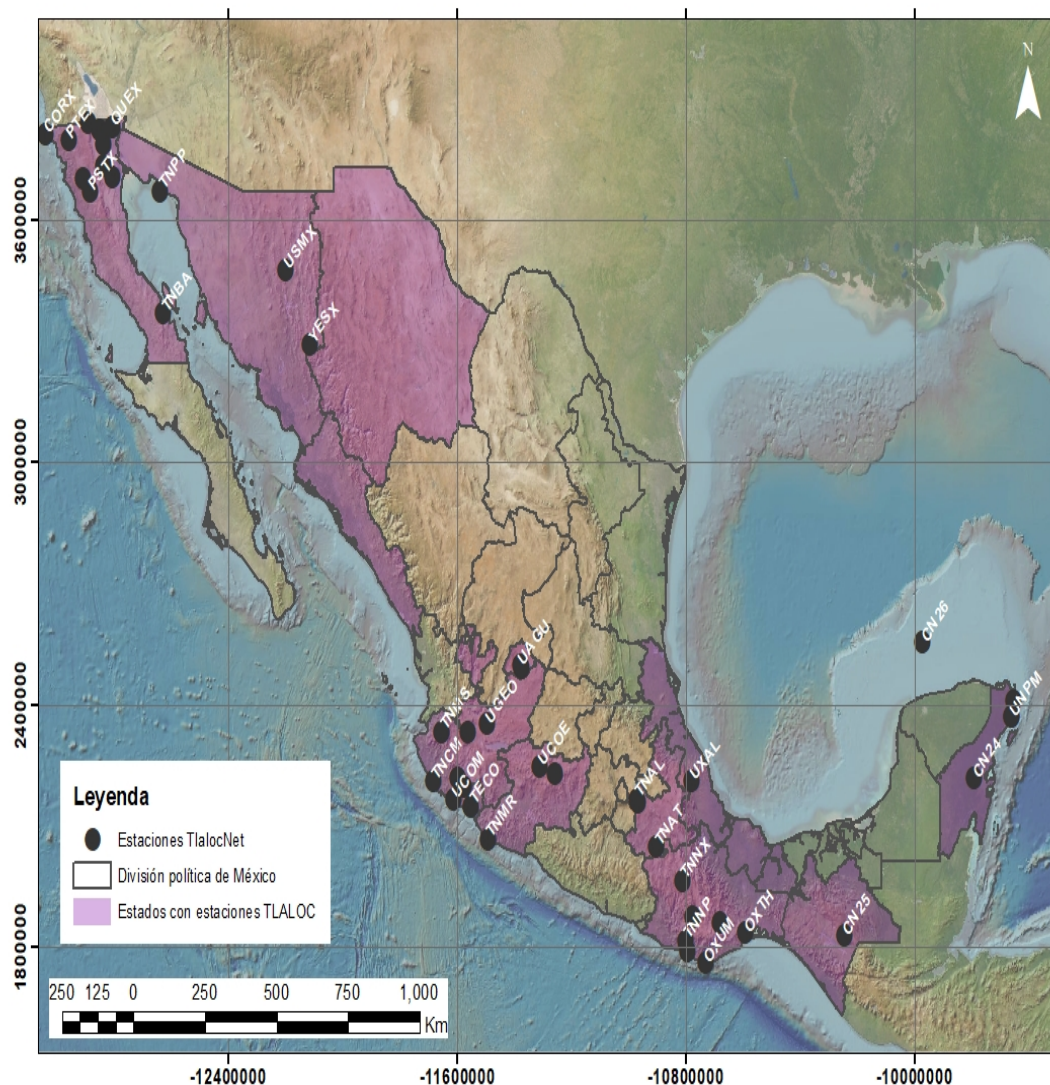 N
CORX
PTEX
QUEX
PSTX
TNPP
USMX
TNBA
YESX
CN26
UAGU
TNMS
UGEO
UNPM
TNCM
UCOM
UCOE
CN24
TECO
TNAL
UXAL
TNMR
TNAT
TNNX
TNNP
OXUM
OXTH
CN25
Leyenda
Estaciones TlalocNet
División política de México
Estados con estaciones TLALOC
250 125 0 250 500 750 1,000
Km
3600000
3000000
2400000
1800000
-12400000 -11600000 -10800000 -10000000